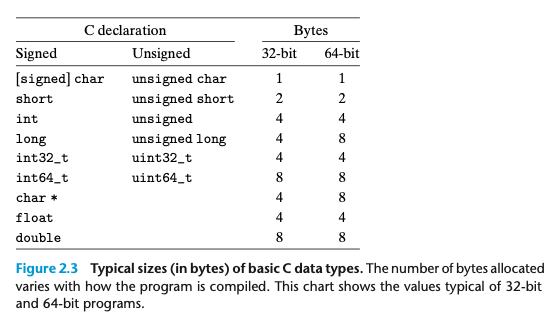 C declaration Bytes
Signed Unsigned 32-bit 64-bit
[signed] char unsigned char 1 1
short unsigned short 2 2
int unsigned 4 4
long unsigned long 4 8
int32_t uint32_t 4 4
int64_t uint64_t 8 8
char * 4 8
float 4 4
double 8 8
Figure 2.3 Typical sizes (in bytes) of basic C data types. The number of bytes allocated
varies with how the program is compiled. This chart shows the values typical of 32-bit
and 64-bit programs.